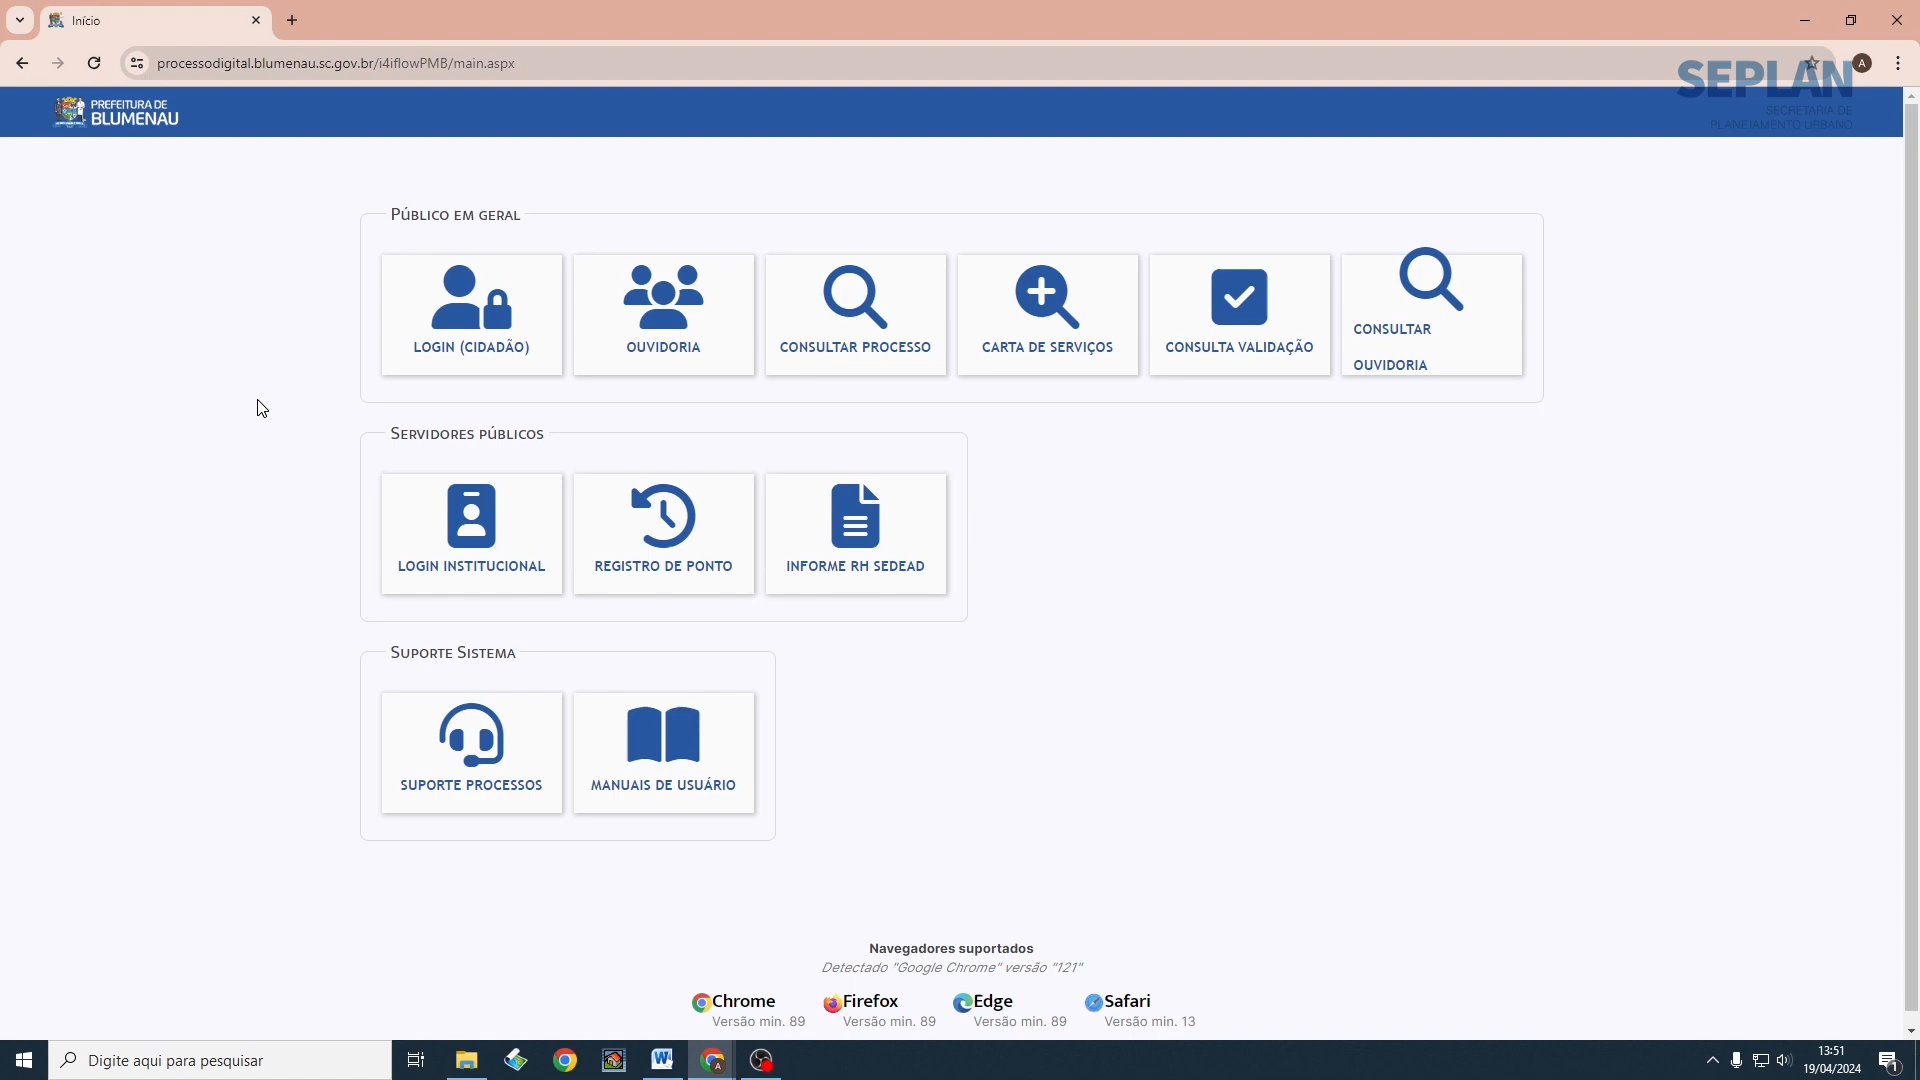 Início
processodigital.blumenau.sc.gov.br/i4iflowPMB/main.aspx
A
SEPLAN
SECRETARIA DE
PLANEJAMENTO URBANO
PREFEITURA DE
BLUMENAU
Público em geral
LOGIN (CIDADÃO)
OUVIDORIA
CONSULTAR PROCESSO
CARTA DE SERVIÇOS
CONSULTA VALIDAÇÃO
CONSULTAR
OUVIDORIA
Servidores públicos
LOGIN INSTITUCIONAL
REGISTRO DE PONTO
INFORME RH SEDEAD
Suporte Sistema
SUPORTE PROCESSOS
MANUAIS DE USUÁRIO
Navegadores suportados
Detectado "Google Chrome" versão "121"
Chrome
Versão min. 89
Firefox
Versão min. 89
Edge
Versão min. 89
Safari
Versão min. 13
Digite aqui para pesquisar
W
A
13:51
19/04/2024
1